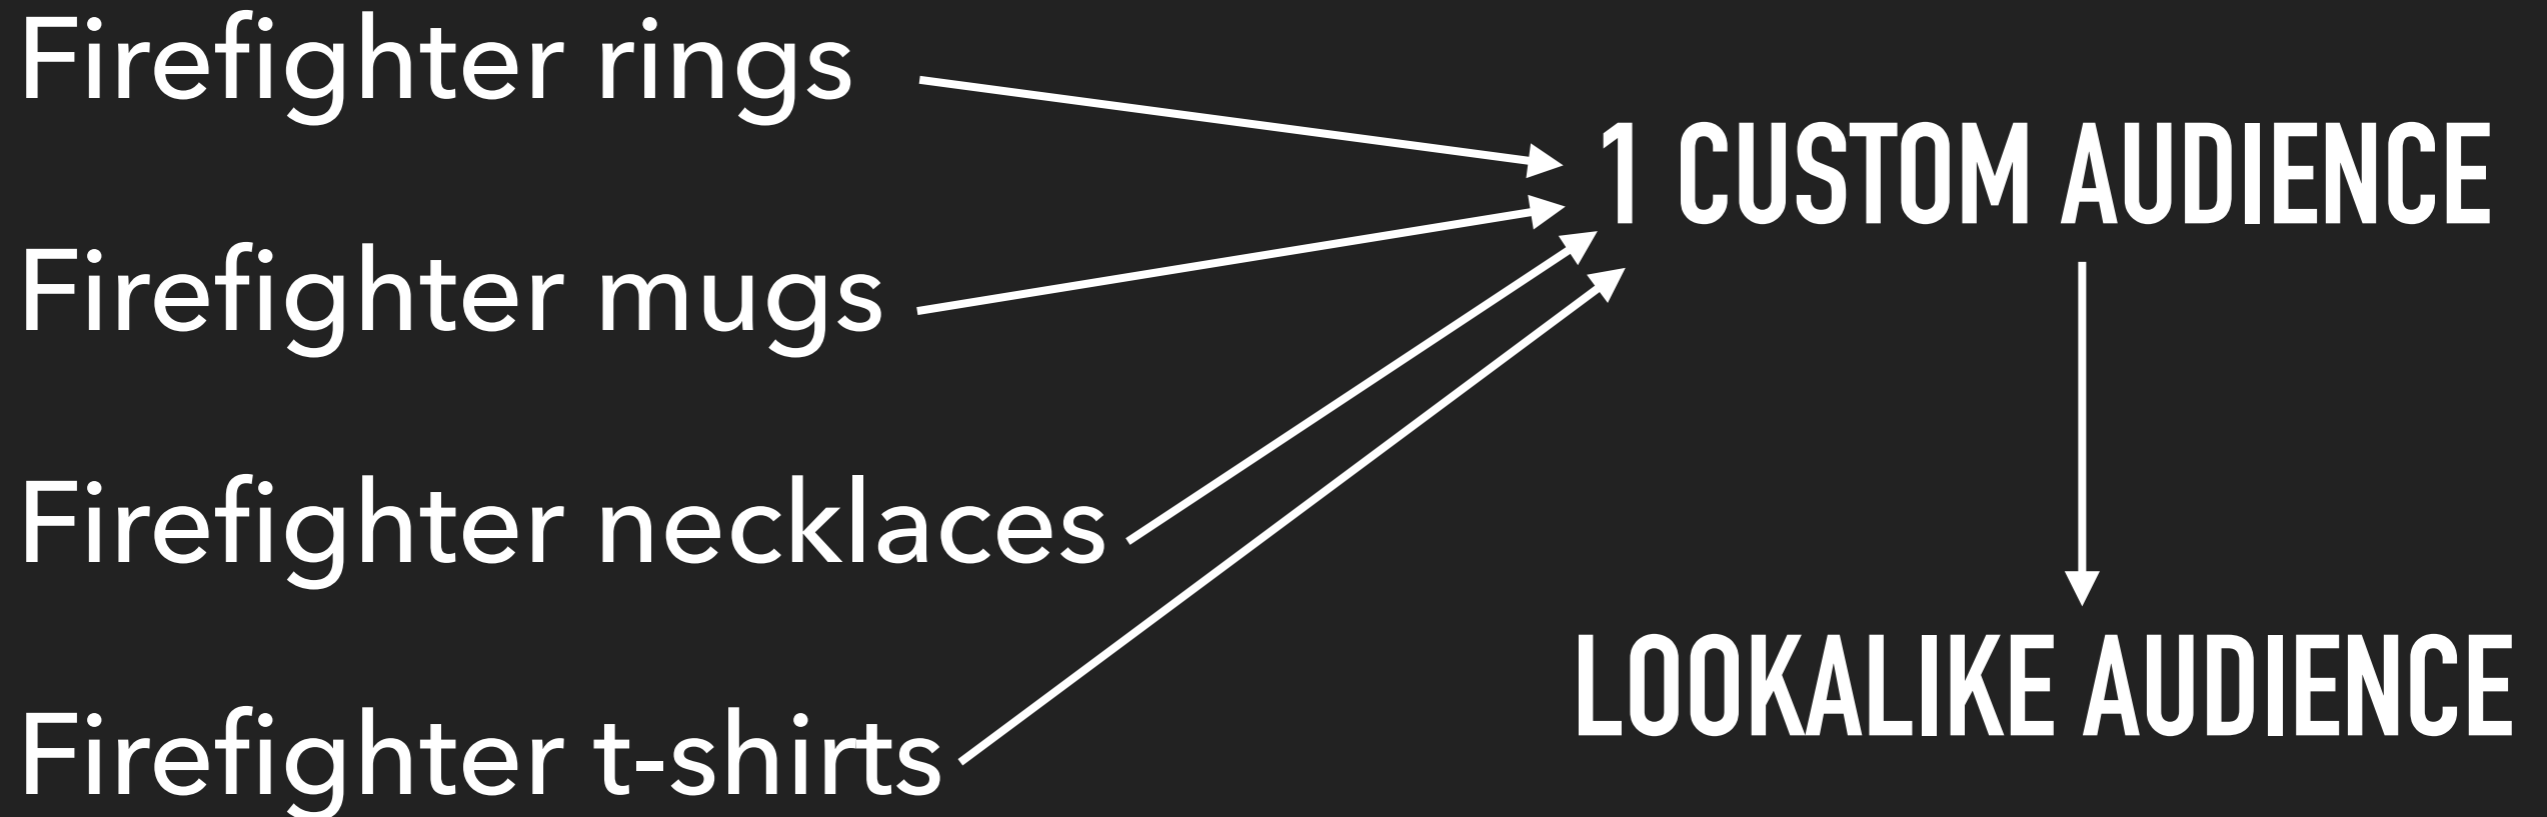 Firefighter rings
Firefighter mugs
Firefighter necklaces
Firefighter t-shirts
1 CUSTOM AUDIENCE
LOOKALIKE AUDIENCE